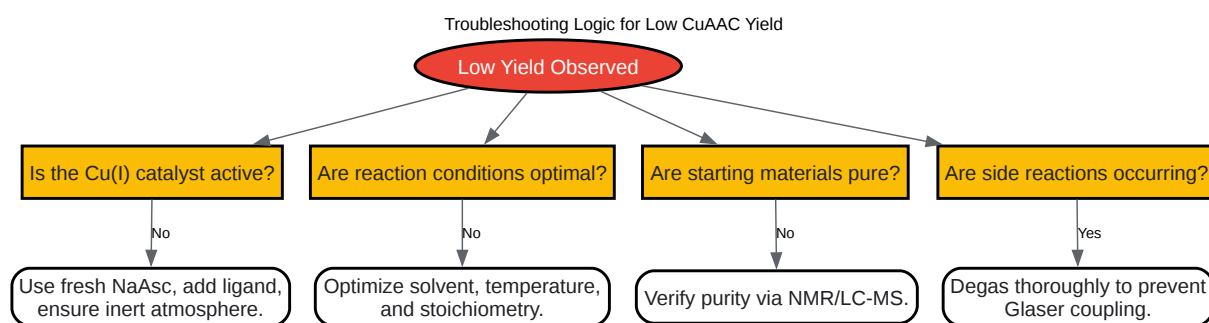 Troubleshooting Logic for Low CuAAC Yield
Low Yield Observed
Is the Cu(I) catalyst active?
Are reaction conditions optimal?
Are starting materials pure?
Are side reactions occurring?
No
No
No
Yes
Use fresh NaAsc, add ligand,
ensure inert atmosphere.
Optimize solvent, temperature,
and stoichiometry.
Verify purity via NMR/LC-MS.
Degas thoroughly to prevent
Glaser coupling.